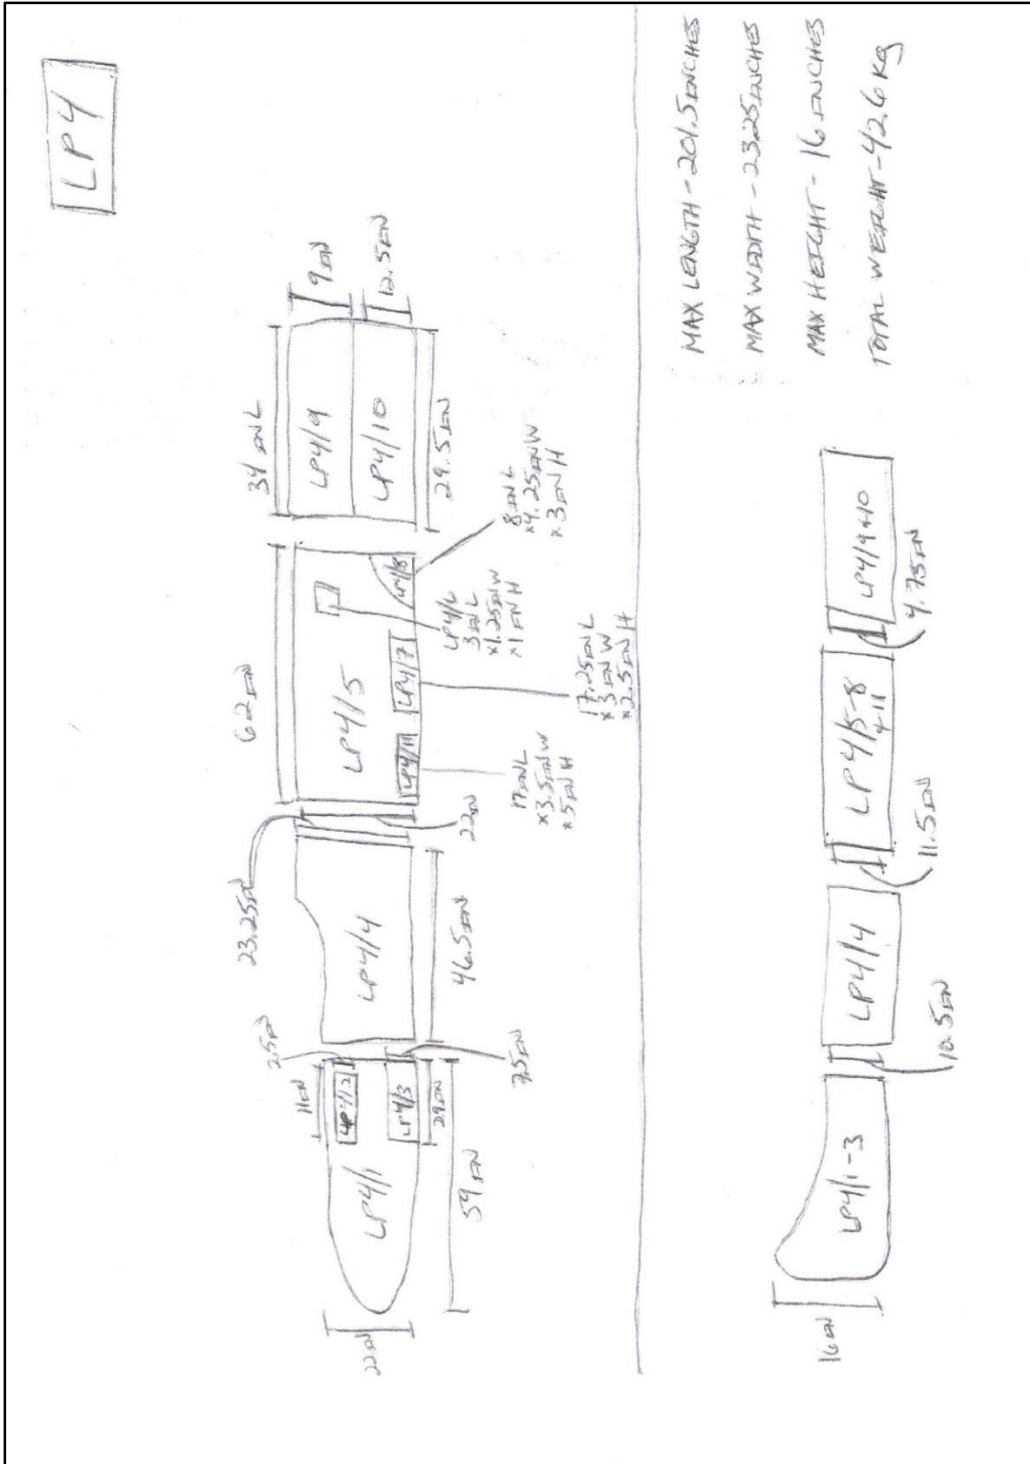 LP4
34 IN L
9 IN
LP4/9
LP4/10
12.5 IN
29.5 IN
62 IN
LP4/5
LP4/6
3 IN L
x1.25 IN W
x1 IN H
LP4/8
8 IN L
x4.25 IN W
x3 IN H
LP4/7
17.25 IN L
x3 IN W
x2.5 IN H
LP4/11
17 IN L
x3.5 IN W
x5 IN H
23.25 IN
22 IN
LP4/4
46.5 IN
2.5 IN
7.5 IN
11 IN
LP4/2
LP4/3
29 IN
LP4/1
59 IN
22 IN
MAX LENGTH - 201.5 INCHES
MAX WIDTH - 23.25 INCHES
MAX HEIGHT - 16 INCHES
TOTAL WEIGHT - 42.6 Kg
16 IN
LP4/1-3
10.5 IN
LP4/4
11.5 IN
LP4/5-8
+11
4.75 IN
LP4/9+10